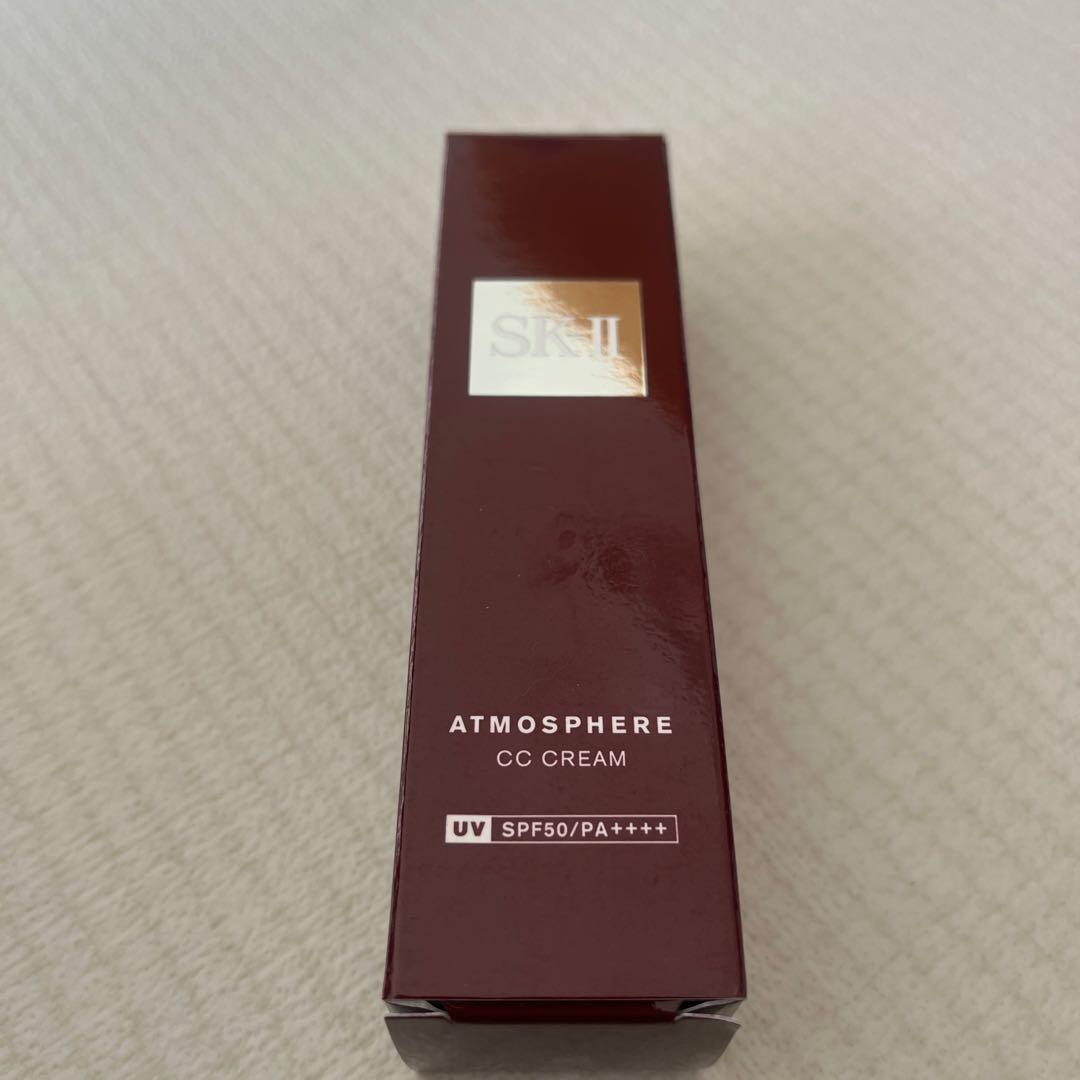 SK-II
ATMOSPHERE
CC CREAM
UV SPF50/PA++++